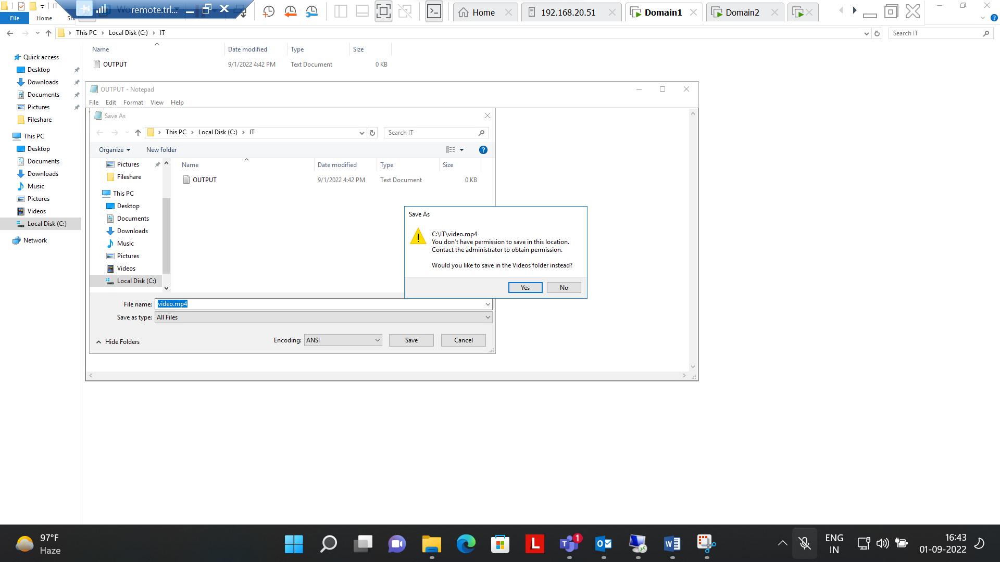 remote.trl...
Home
192.168.20.51
Domain1
Domain2
File
Home
IT
This PC
Local Disk (C:)
IT
Search IT
Name
Date modified
Type
Size
OUTPUT
9/1/2022 4:42 PM
Text Document
0 KB
Quick access
Desktop
Downloads
Documents
Pictures
Fileshare
This PC
Desktop
Documents
Downloads
Music
Pictures
Videos
Local Disk (C:)
Network
OUTPUT - Notepad
File
Edit
Format
View
Help
Save As
This PC
Local Disk (C:)
IT
Search IT
Organize
New folder
Name
Date modified
Type
Size
Pictures
Fileshare
This PC
Desktop
Documents
Downloads
Music
Pictures
Videos
Local Disk (C:)
OUTPUT
9/1/2022 4:42 PM
Text Document
0 KB
Save As
C:\IT\video.mp4
You don't have permission to save in this location.
Contact the administrator to obtain permission.
Would you like to save in the Videos folder instead?
Yes
No
File name:
video.mp4
Save as type:
All Files
Hide Folders
Encoding:
ANSI
Save
Cancel
97°F
Haze
1
ENG
IN
16:43
01-09-2022